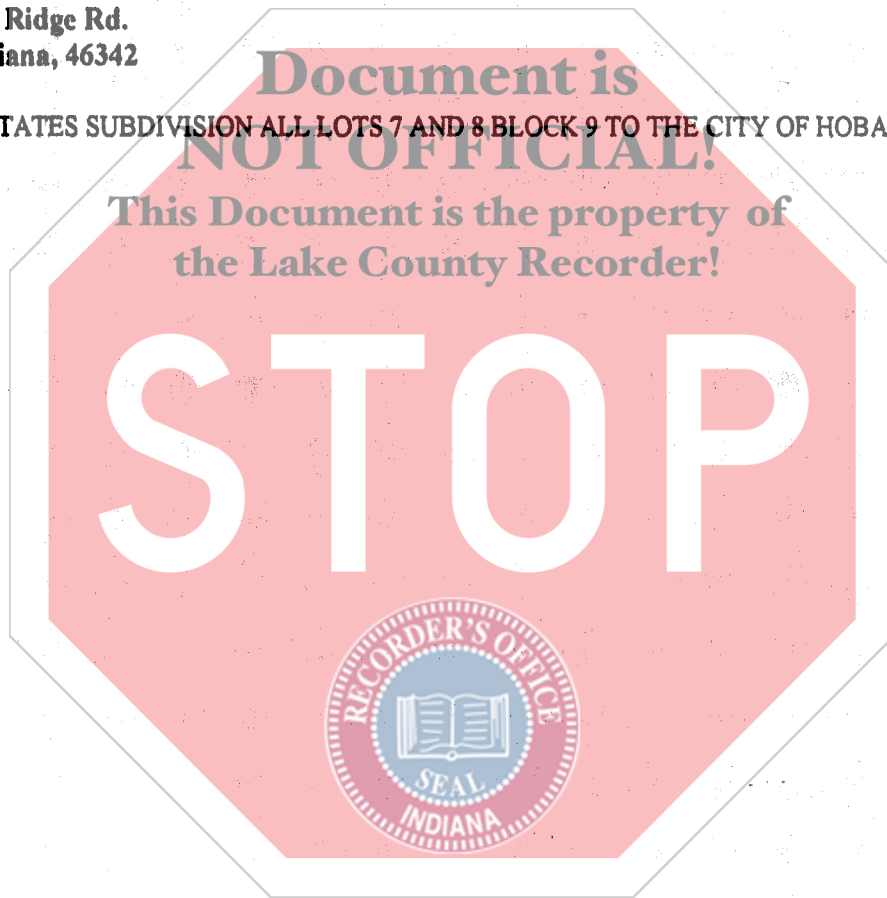 Ridge Rd.
iana, 46342
Document is
TATES SUBDIVISION ALL LOTS 7 AND 8 BLOCK 9 TO THE CITY OF HOBA
NOT OFFICIAL!
This Document is the property of
the Lake County Recorder!
STOP
RECORDER'S OFFICE
SEAL
INDIANA